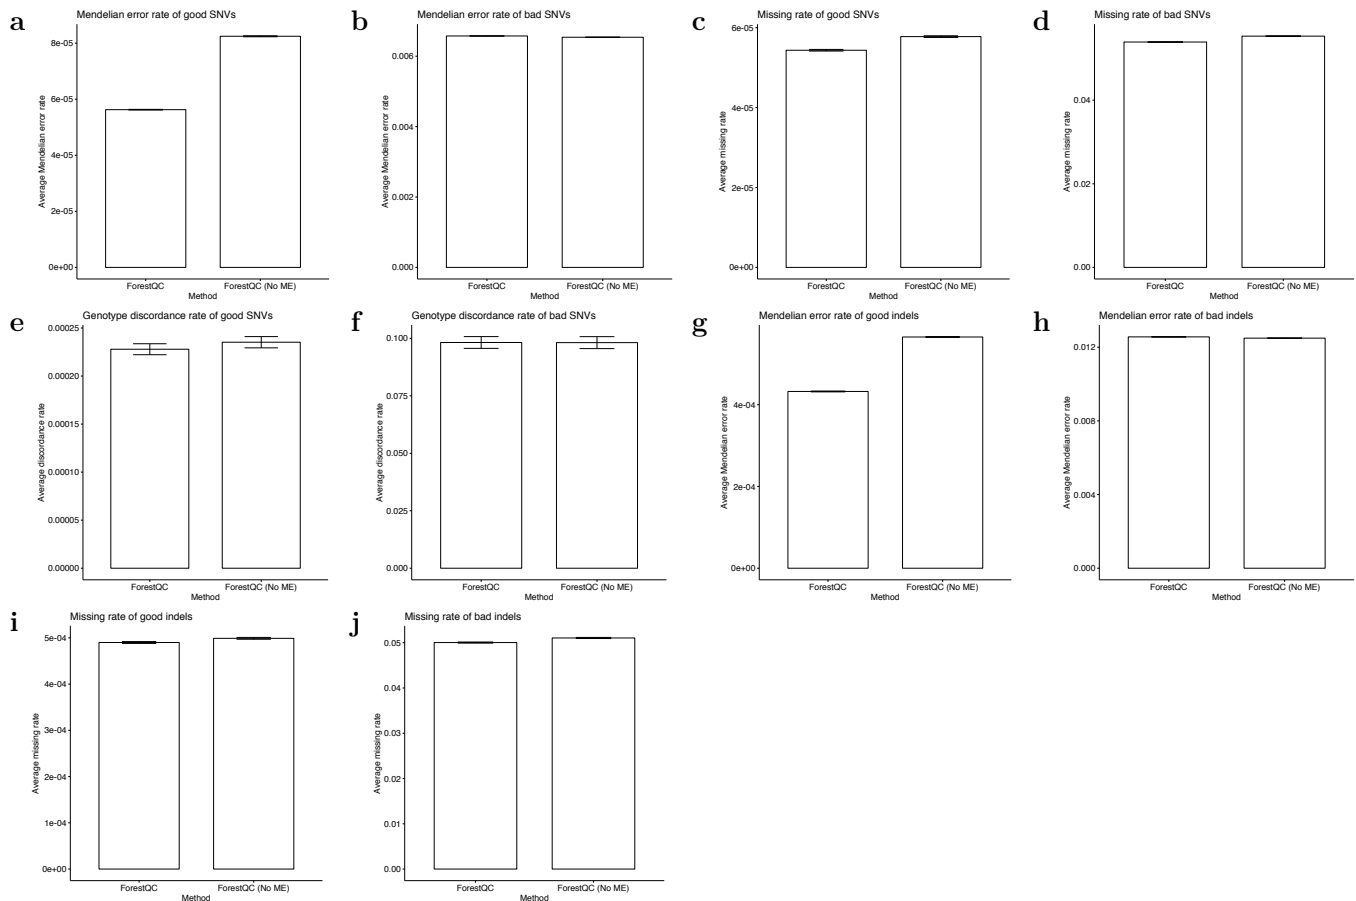 a
Mendelian error rate of good SNVs
Average Mendelian error rate
8e-05
6e-05
4e-05
2e-05
0e+00
ForestQC
ForestQC (No ME)
Method
b
Mendelian error rate of bad SNVs
Average Mendelian error rate
0.006
0.004
0.002
0.000
ForestQC
ForestQC (No ME)
Method
c
Missing rate of good SNVs
Average missing rate
6e-05
4e-05
2e-05
0e+00
ForestQC
ForestQC (No ME)
Method
d
Missing rate of bad SNVs
Average missing rate
0.04
0.02
0.00
ForestQC
ForestQC (No ME)
Method
e
Genotype discordance rate of good SNVs
Average discordance rate
0.00025
0.00020
0.00015
0.00010
0.00005
0.00000
ForestQC
ForestQC (No ME)
Method
f
Genotype discordance rate of bad SNVs
Average discordance rate
0.100
0.075
0.050
0.025
0.000
ForestQC
ForestQC (No ME)
Method
g
Mendelian error rate of good indels
Average Mendelian error rate
4e-04
2e-04
0e+00
ForestQC
ForestQC (No ME)
Method
h
Mendelian error rate of bad indels
Average Mendelian error rate
0.012
0.008
0.004
0.000
ForestQC
ForestQC (No ME)
Method
i
Missing rate of good indels
Average missing rate
5e-04
4e-04
3e-04
2e-04
1e-04
0e+00
ForestQC
ForestQC (No ME)
Method
j
Missing rate of bad indels
Average missing rate
0.05
0.04
0.03
0.02
0.01
0.00
ForestQC
ForestQC (No ME)
Method